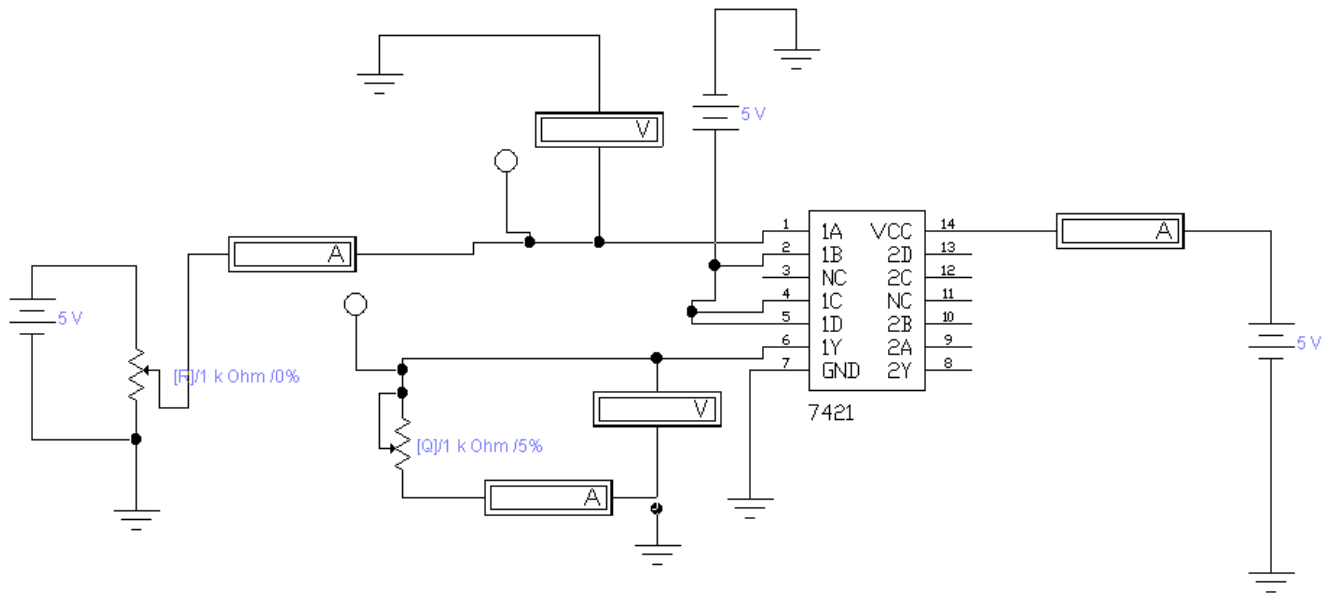 V
5 V
A
5 V
[R]/1 k Ohm /0%
[Q]/1 k Ohm /5%
V
A
1 1A VCC 14
2 1B 2D 13
3 NC 2C 12
4 1C NC 11
5 1D 2B 10
6 1Y 2A 9
7 GND 2Y 8
7421
A
5 V